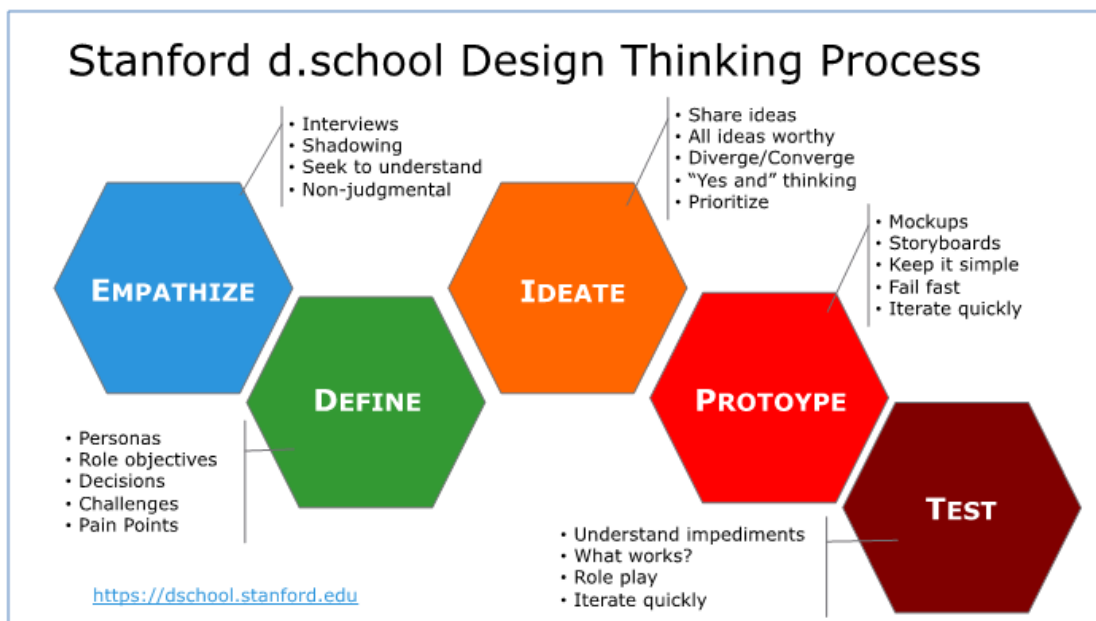 Stanford d.school Design Thinking Process
• Interviews
• Shadowing
• Seek to understand
• Non-judgmental
• Share ideas
• All ideas worthy
• Diverge/Converge
• “Yes and” thinking
• Prioritize
• Mockups
• Storyboards
• Keep it simple
• Fail fast
• Iterate quickly
EMPATHIZE
IDEATE
DEFINE
PROTOYPE
TEST
• Personas
• Role objectives
• Decisions
• Challenges
• Pain Points
• Understand impediments
• What works?
• Role play
• Iterate quickly
https://dschool.stanford.edu